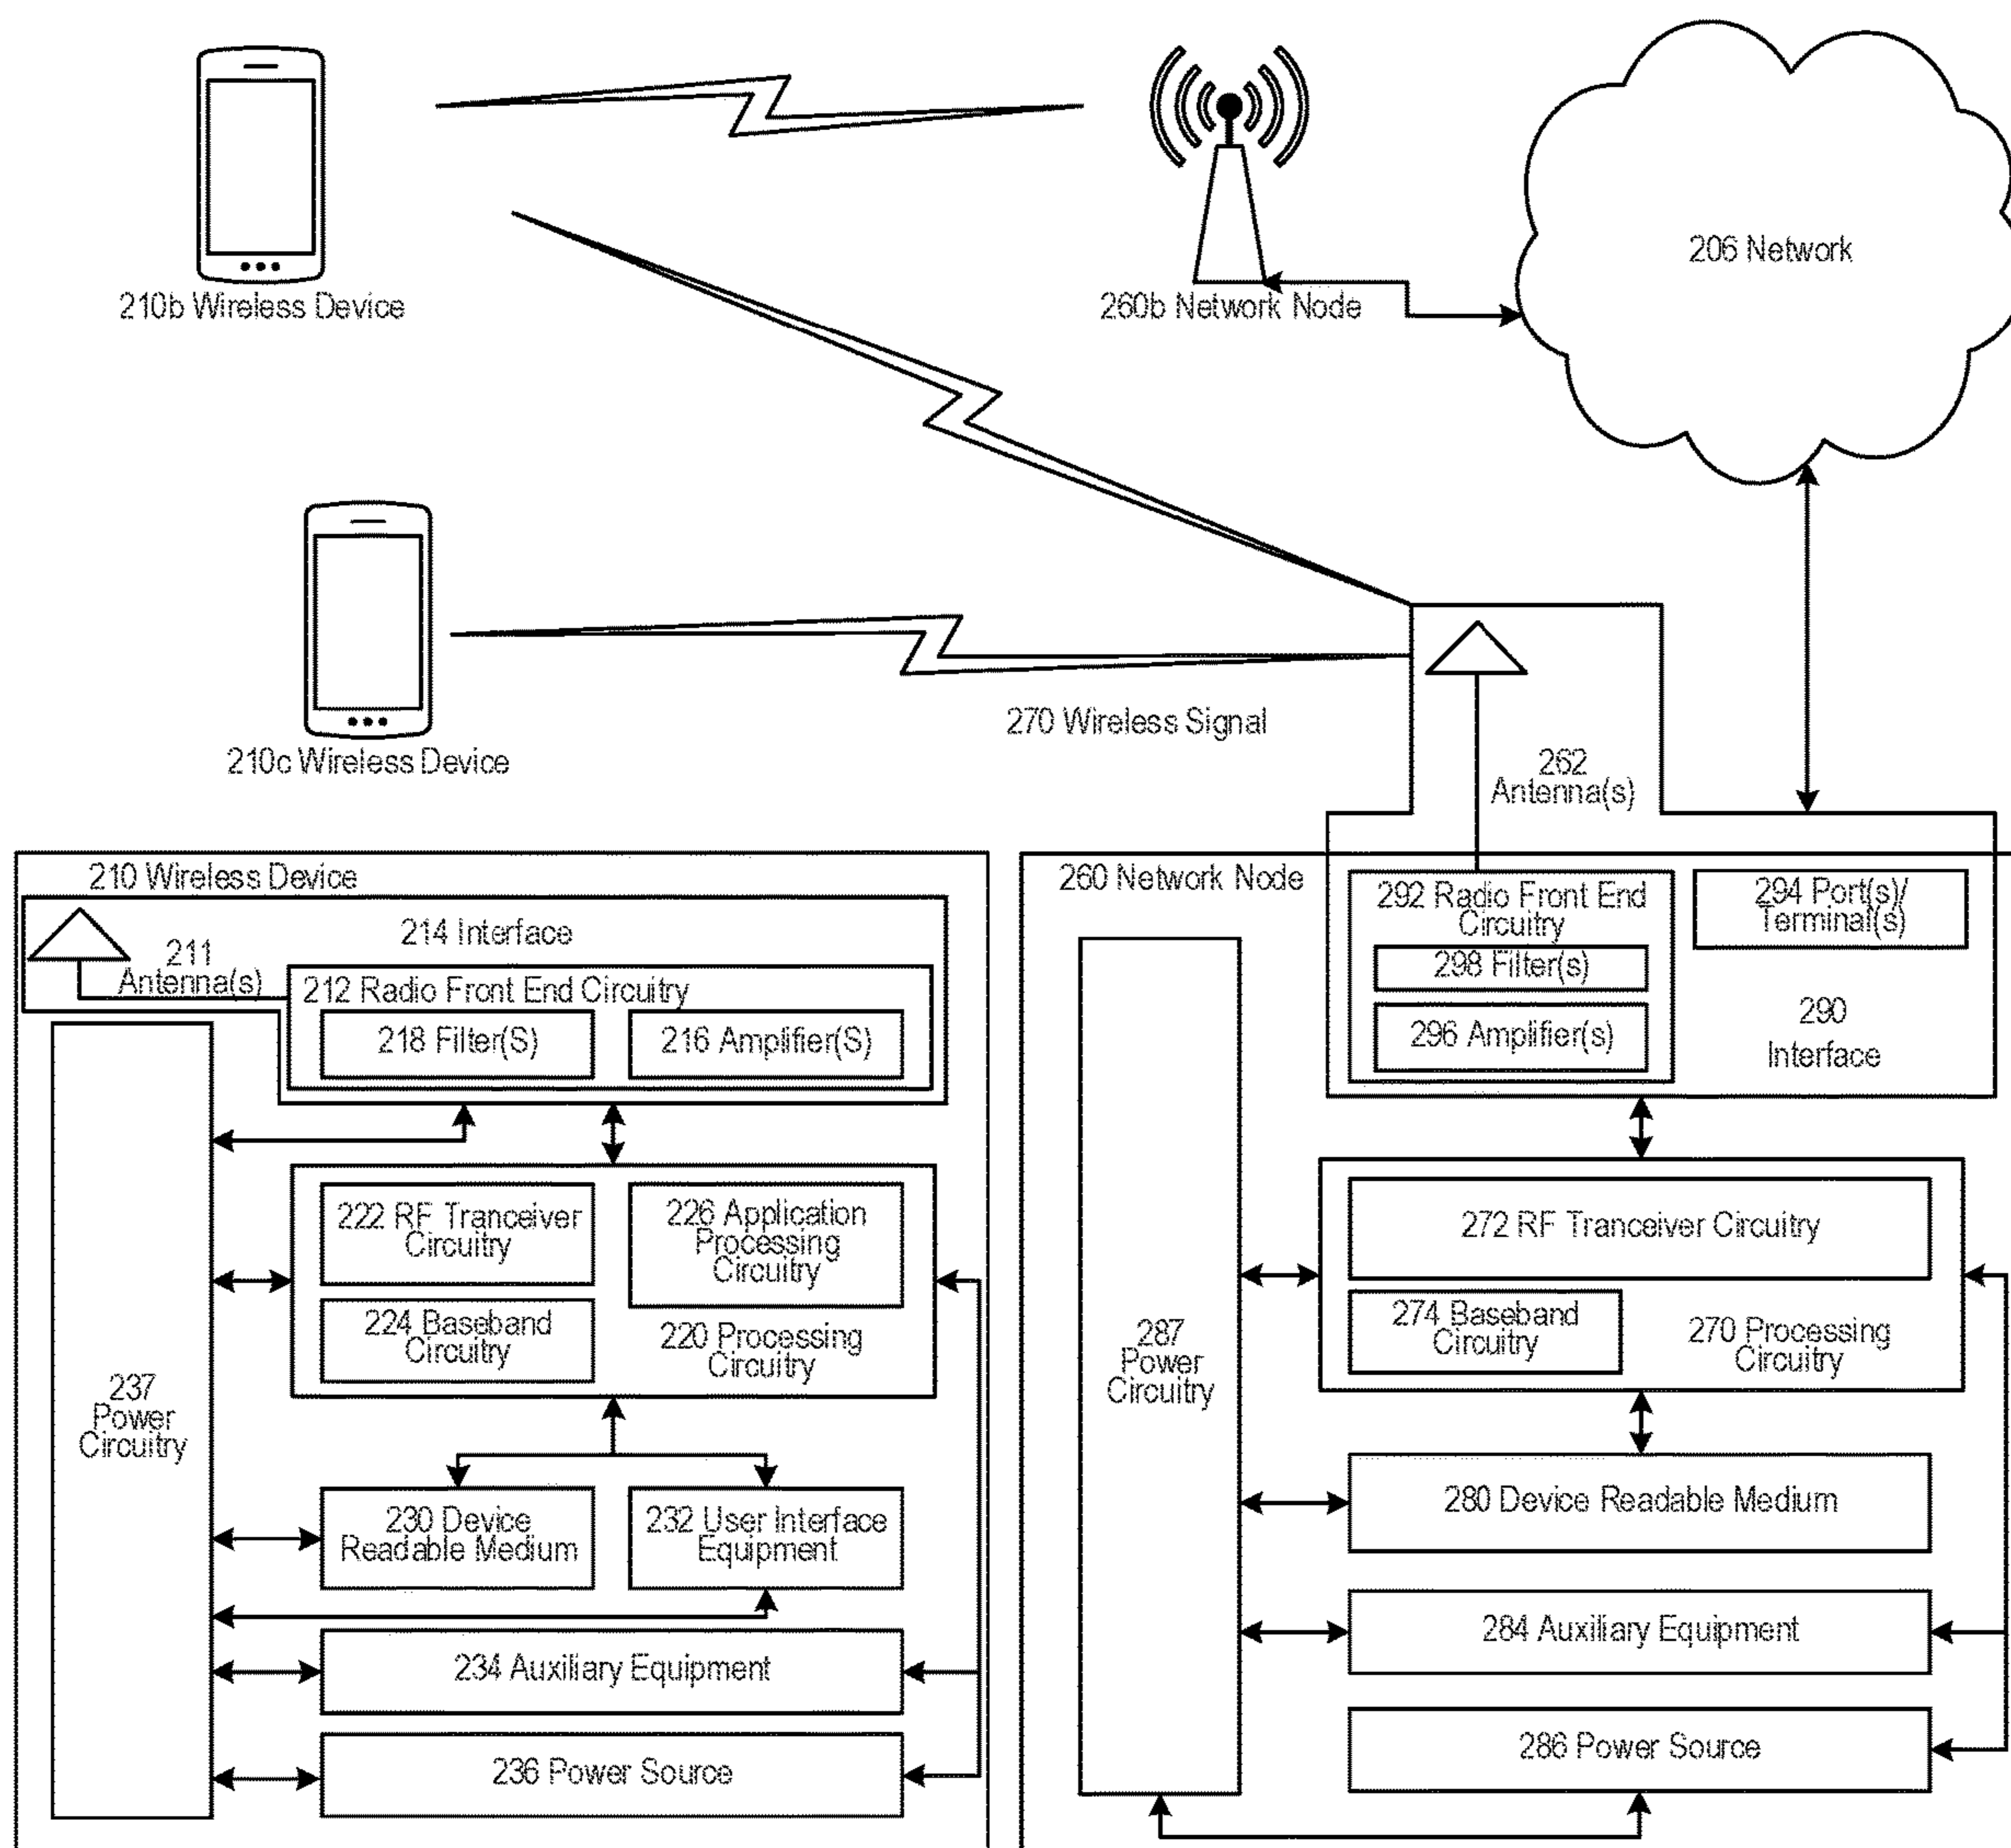 206 Network
210b Wireless Device
260b Network Node
270 Wireless Signal
210c Wireless Device
262
Antenna(s)
210 Wireless Device
214 Interface
211
Antenna(s)
212 Radio Front End Circuitry
218 Filter(S)
216 Amplifier(S)
222 RF Tranceiver
Circuitry
226 Application
Processing
Circuitry
224 Baseband
Circuitry
220 Processing
Circuitry
237
Power
Circuitry
230 Device
Readable Medium
232 User Interface
Equipment
234 Auxiliary Equipment
236 Power Source
260 Network Node
292 Radio Front End
Circuitry
294 Port(s)/
Terminal(s)
298 Filter(s)
296 Amplifier(s)
290
Interface
272 RF Tranceiver Circuitry
274 Baseband
Circuitry
270 Processing
Circuitry
287
Power
Circuitry
280 Device Readable Medium
284 Auxiliary Equipment
286 Power Source